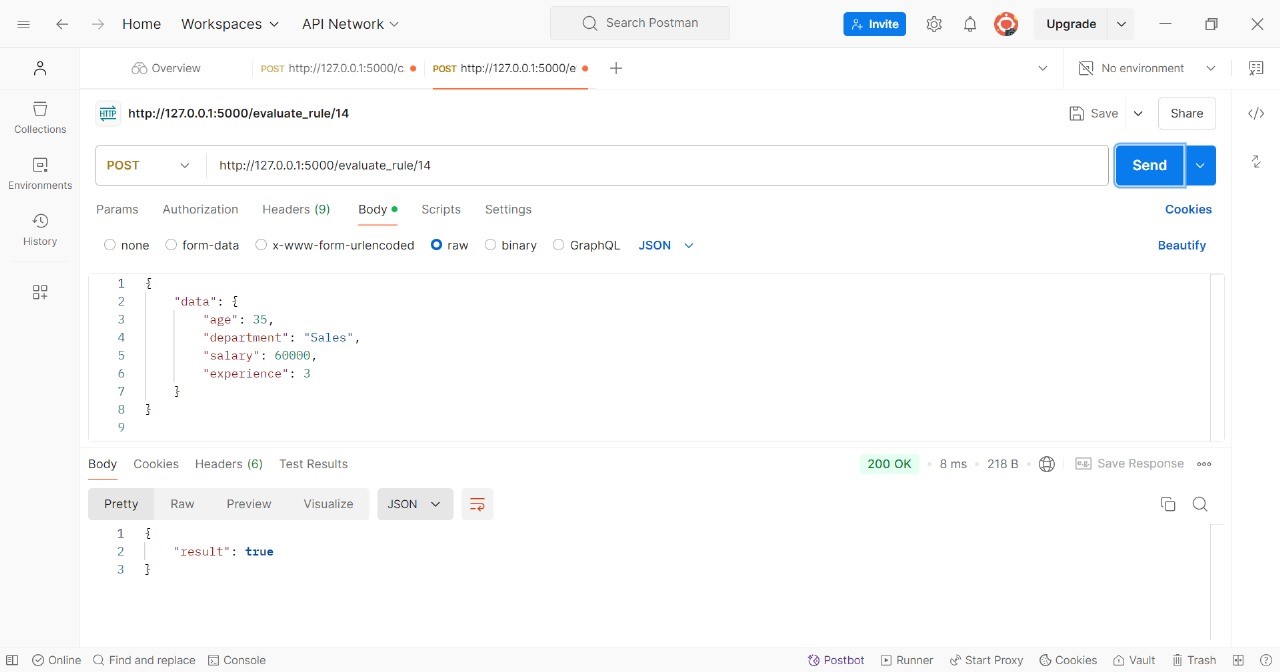 Home Workspaces API Network Search Postman Invite Upgrade
Overview POST http://127.0.0.1:5000/c POST http://127.0.0.1:5000/e No environment
HTTP http://127.0.0.1:5000/evaluate_rule/14 Save Share
Collections
Environments
History
POST http://127.0.0.1:5000/evaluate_rule/14 Send
Params Authorization Headers (9) Body Scripts Settings Cookies
none form-data x-www-form-urlencoded raw binary GraphQL JSON Beautify
1 {
2 "data": {
3 "age": 35,
4 "department": "Sales",
5 "salary": 60000,
6 "experience": 3
7 }
8 }
9
Body Cookies Headers (6) Test Results 200 OK 8 ms 218 B e.g. Save Response
Pretty Raw Preview Visualize JSON
1 {
2 "result": true
3 }
Online Find and replace Console Postbot Runner Start Proxy Cookies Vault Trash